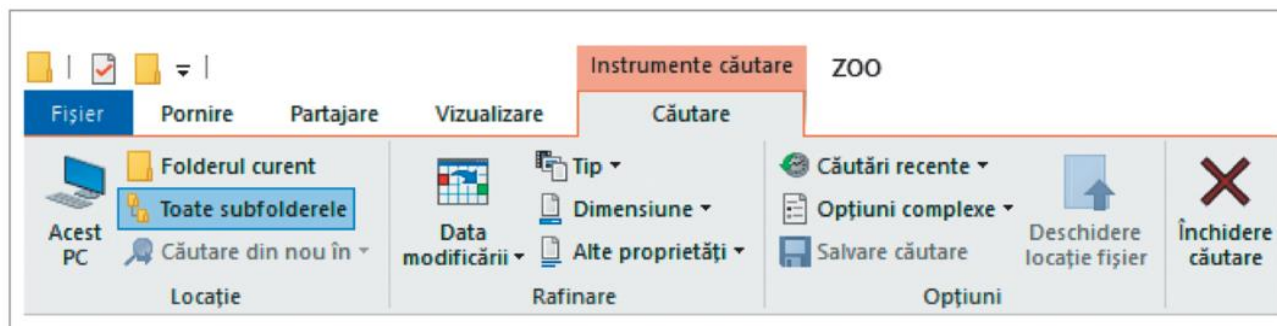 Instrumente căutare ZOO
Fișier Pornire Partajare Vizualizare Căutare
Acest
PC
Folderul curent
Toate subfolderele
Căutare din nou în
Locație
Data
modificării
Tip
Dimensiune
Alte proprietăți
Rafinare
Căutări recente
Opțiuni complexe
Salvare căutare
Deschidere
locație fișier
Opțiuni
Închidere
căutare